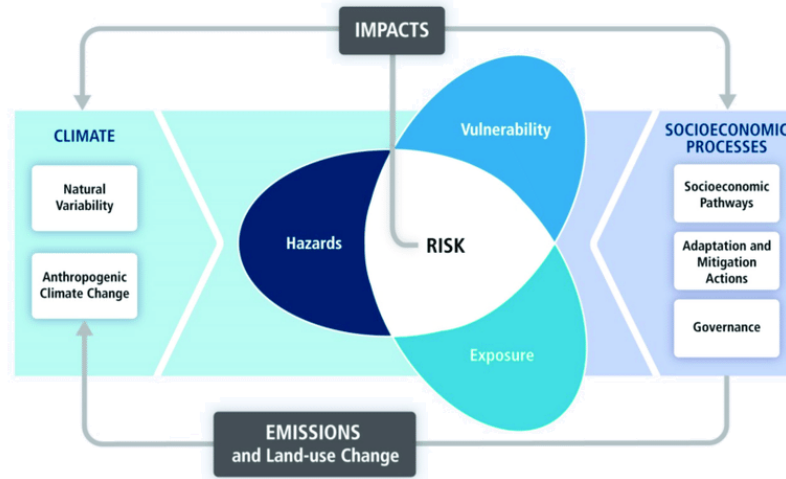 IMPACTS
CLIMATE
Natural
Variability
Anthropogenic
Climate Change
Vulnerability
Hazards
RISK
Exposure
SOCIOECONOMIC
PROCESSES
Socioeconomic
Pathways
Adaptation and
Mitigation
Actions
Governance
EMISSIONS
and Land-use Change